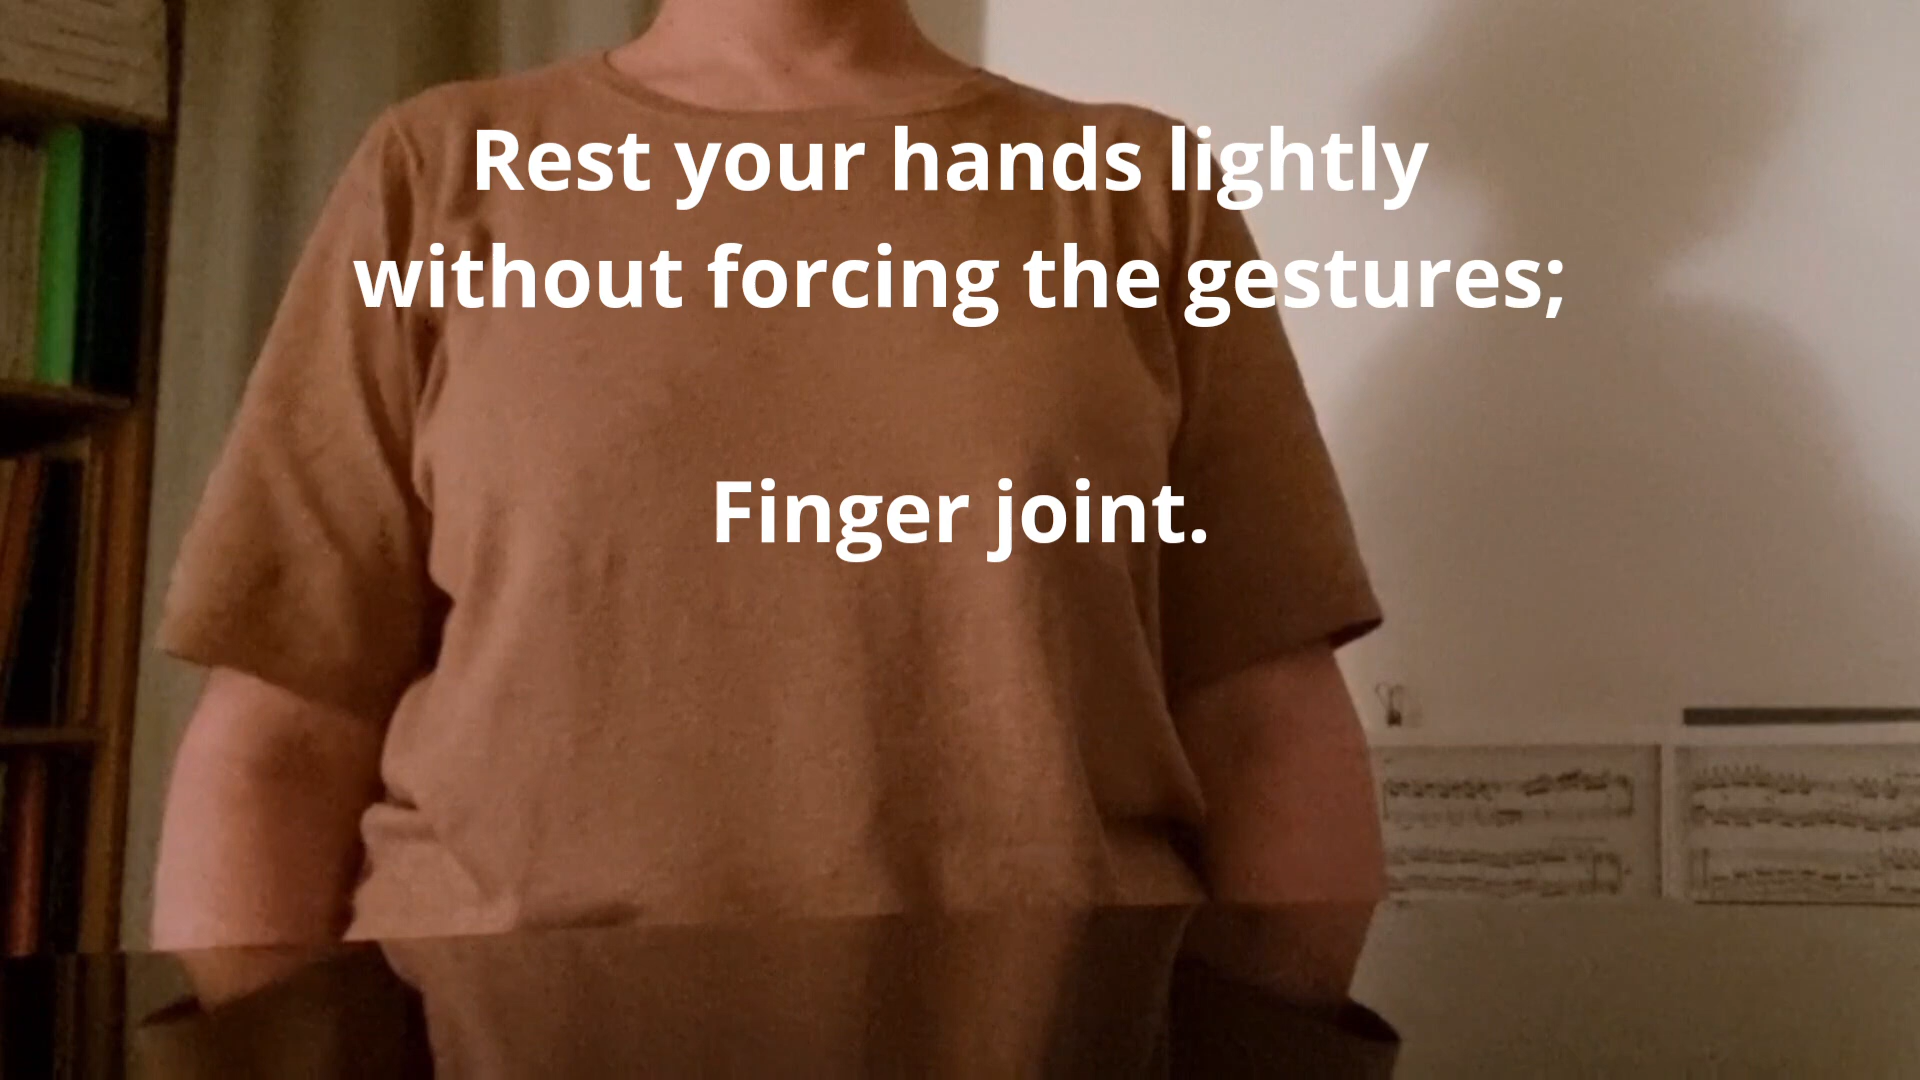 Rest your hands lightly
without forcing the gestures;
Finger joint.